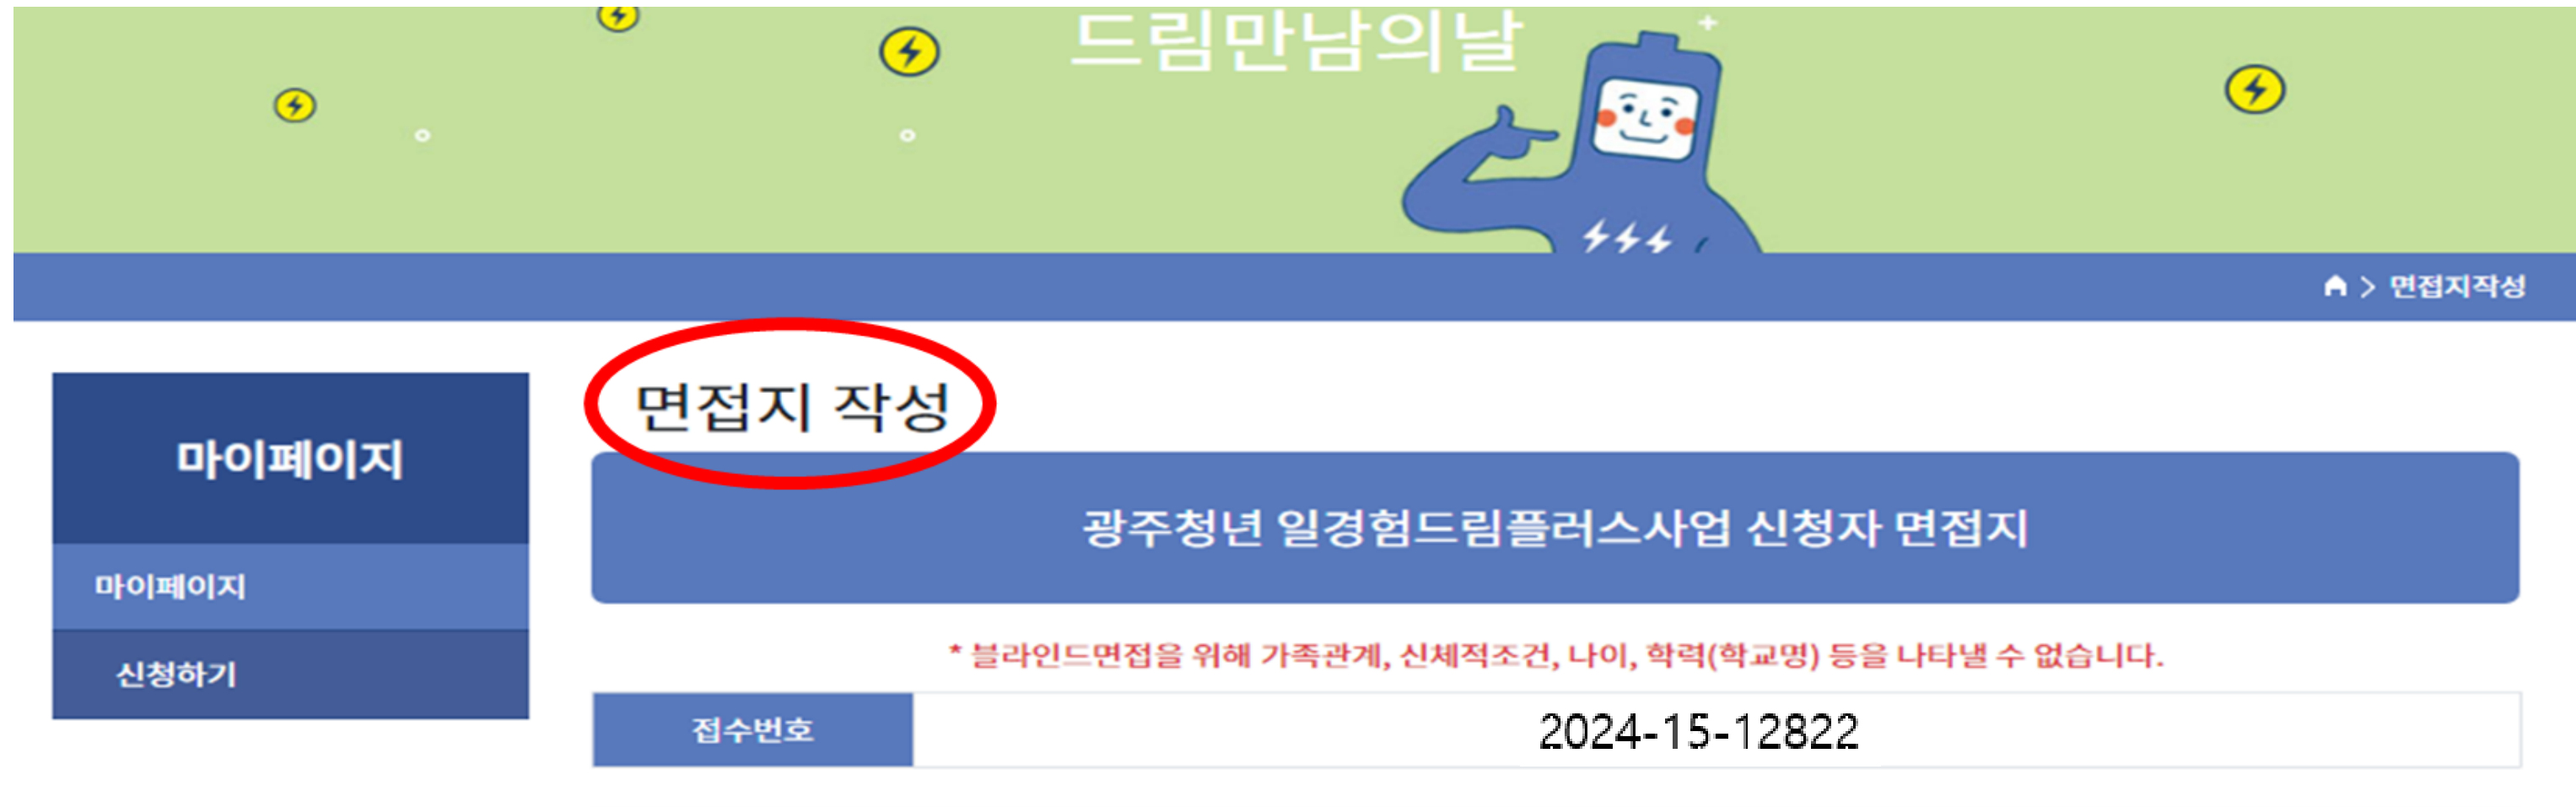 드림만남의날
> 면접지작성
면접지 작성
마이페이지
마이페이지
신청하기
광주청년 일경험드림플러스사업 신청자 면접지
* 블라인드면접을 위해 가족관계, 신체적조건, 나이, 학력(학교명) 등을 나타낼 수 없습니다.
접수번호 2024-15-12822